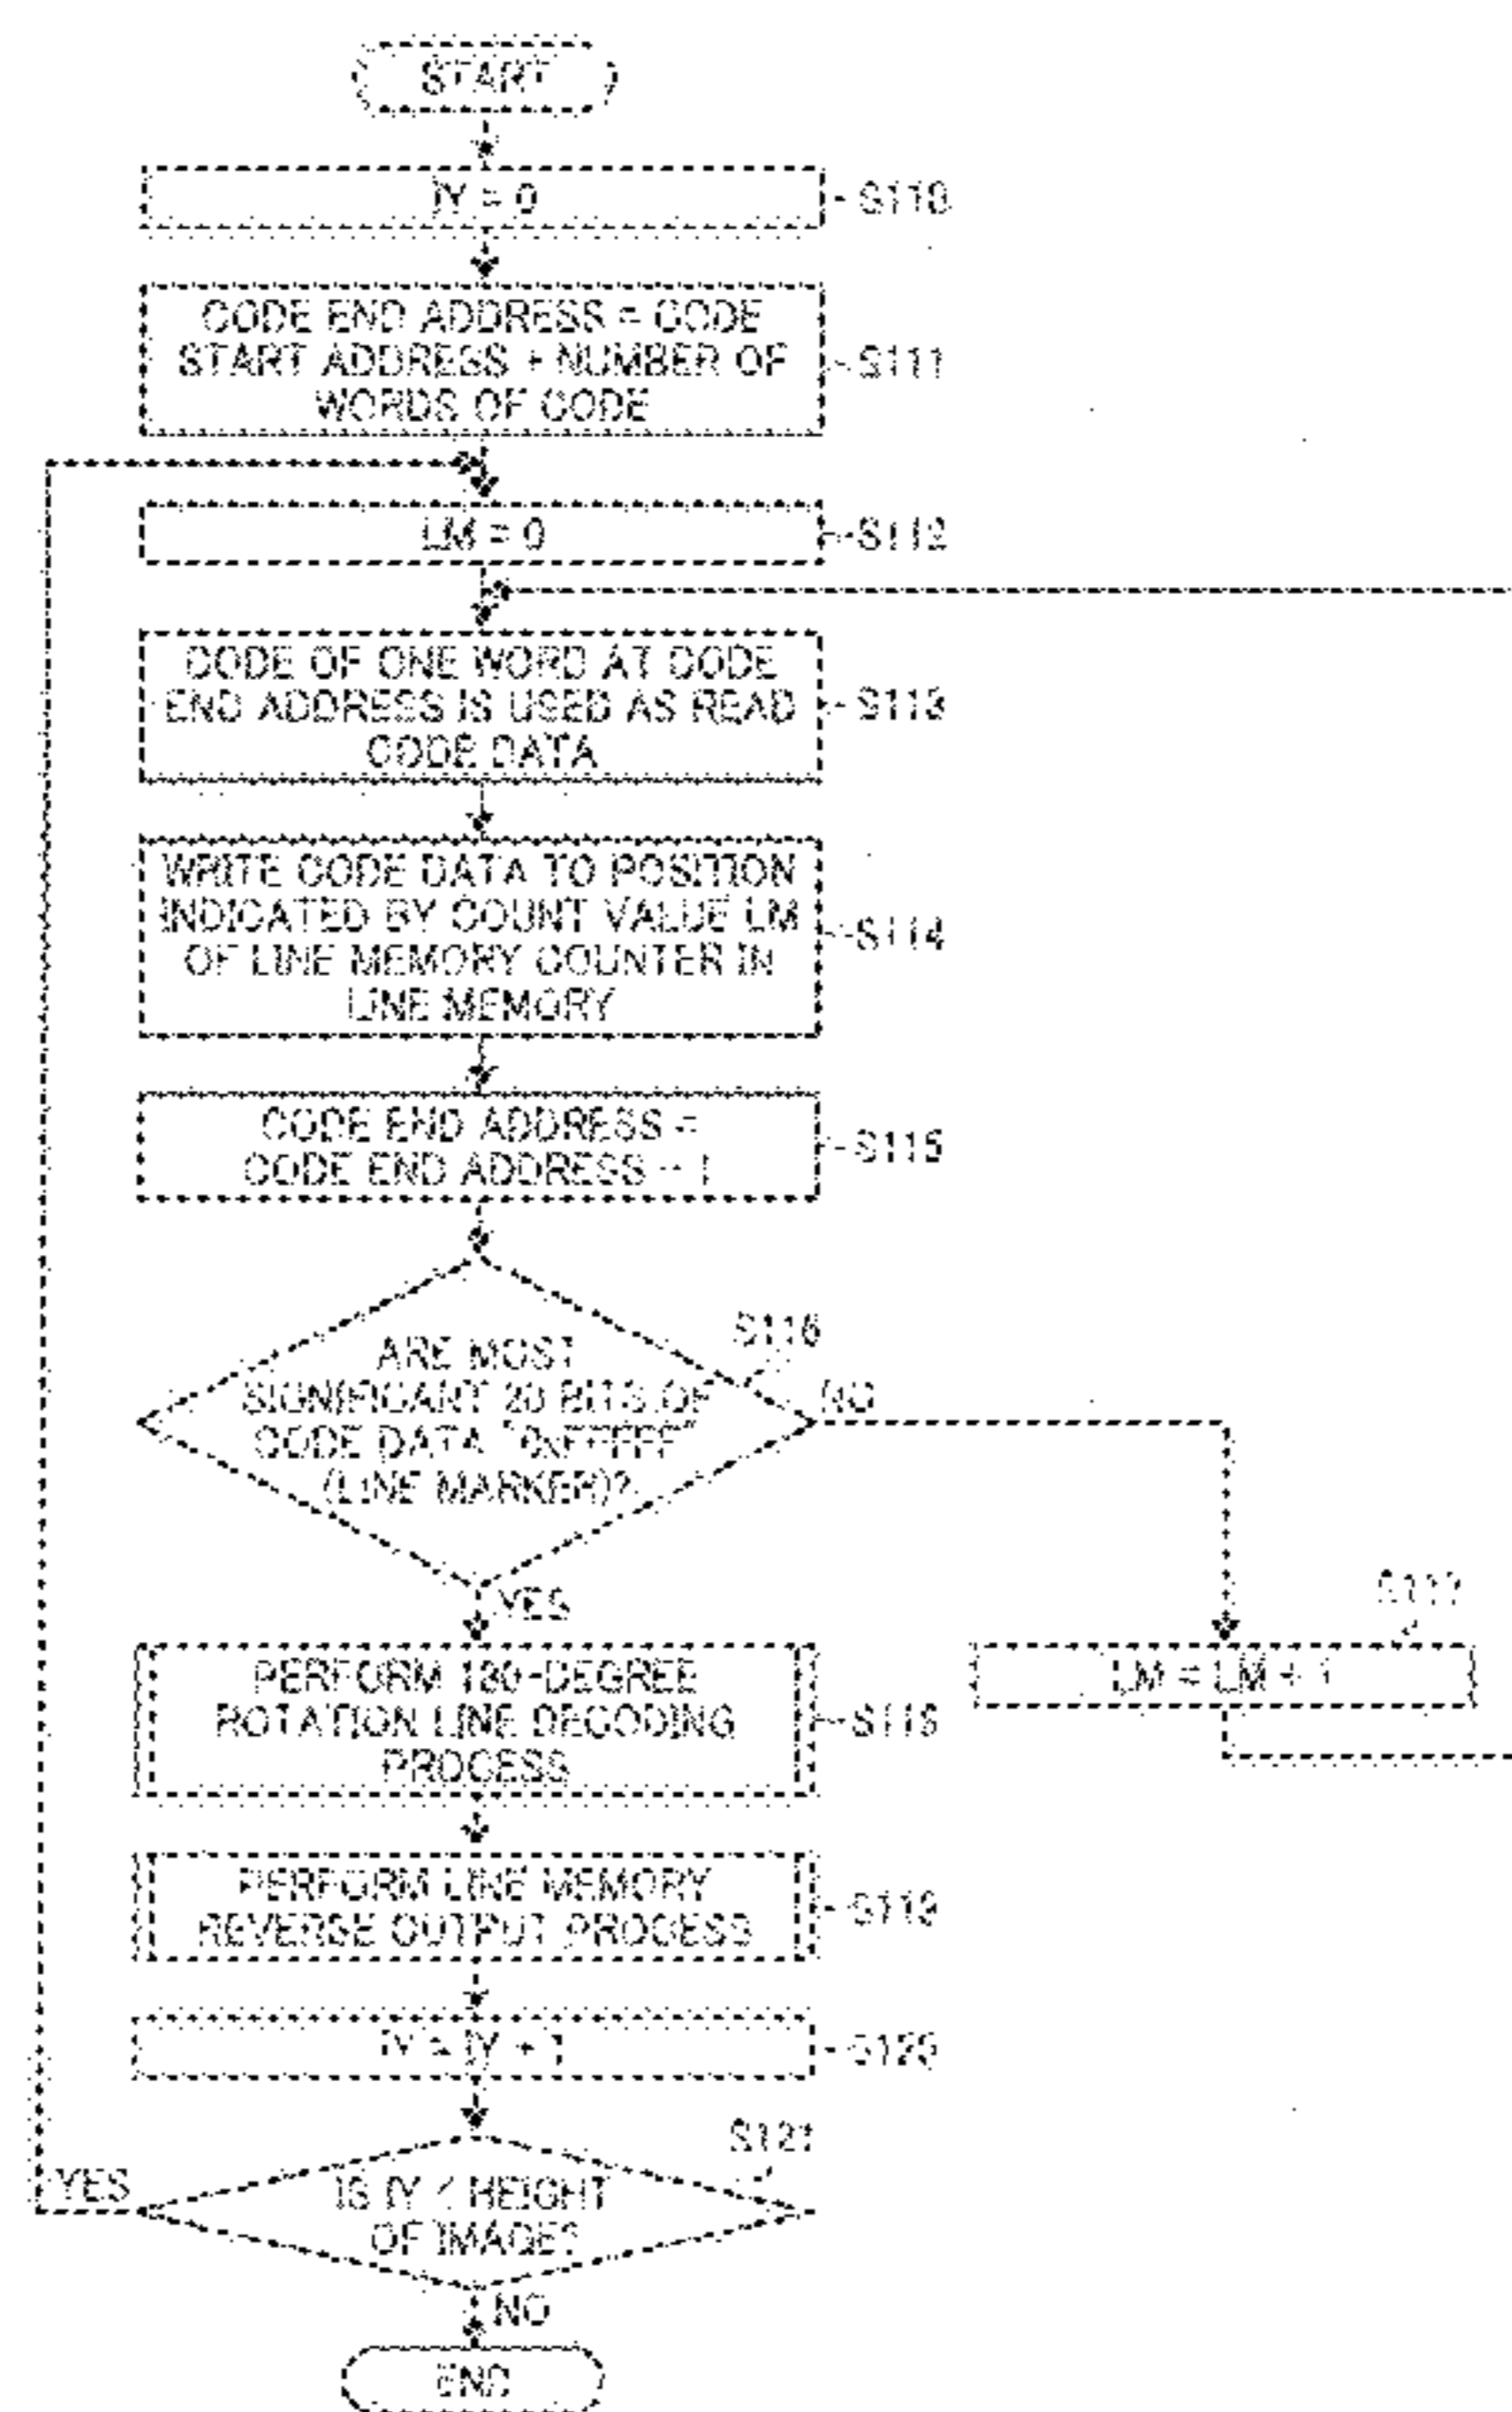 START
IY = 0
S110
CODE END ADDRESS = CODE
START ADDRESS + NUMBER OF
WORDS OF CODE
S111
LM = 0
S112
CODE OF ONE WORD AT CODE
END ADDRESS IS USED AS READ
CODE DATA
S113
WRITE CODE DATA TO POSITION
INDICATED BY COUNT VALUE LM
OF LINE MEMORY COUNTER IN
LINE MEMORY
S114
CODE END ADDRESS =
CODE END ADDRESS - 1
S115
S116
ARE MOST
SIGNIFICANT 20 BITS OF
CODE DATA "0xFFFFF"
(LINE MARKER)?
NO
YES
S117
LM = LM + 1
PERFORM 180-DEGREE
ROTATION LINE DECODING
PROCESS
S118
PERFORM LINE MEMORY
REVERSE OUTPUT PROCESS
S119
IY = IY + 1
S120
S121
IS IY < HEIGHT
OF IMAGE?
YES
NO
END